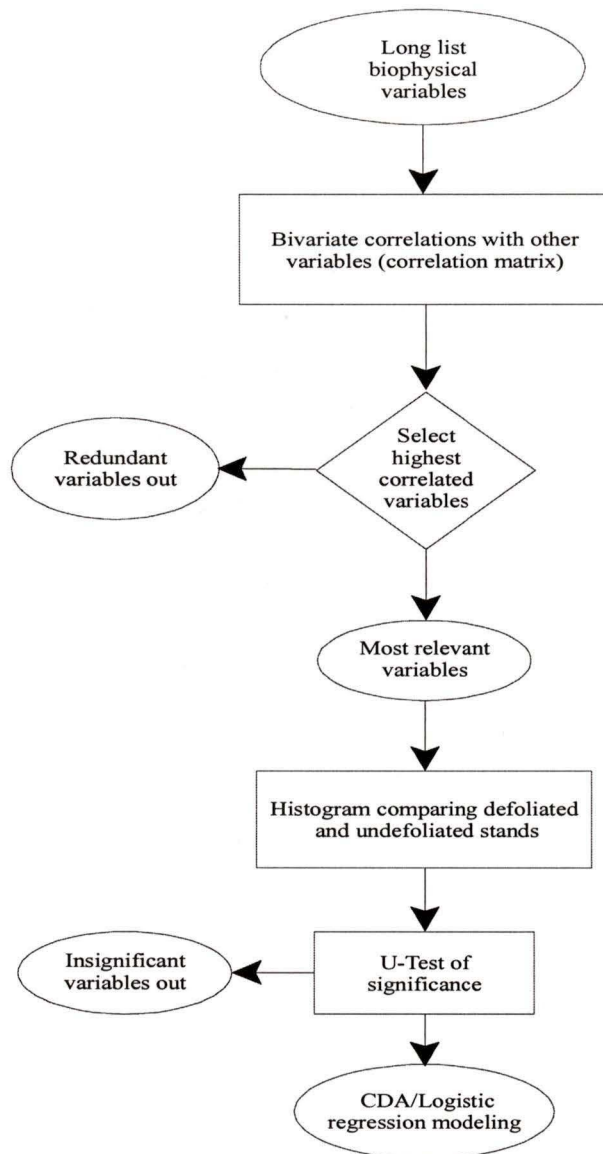 Long list
biophysical
variables
Bivariate correlations with other
variables (correlation matrix)
Select
highest
correlated
variables
Redundant
variables out
Most relevant
variables
Histogram comparing defoliated
and undefoliated stands
Insignificant
variables out
U-Test of
significance
CDA/Logistic
regression modeling